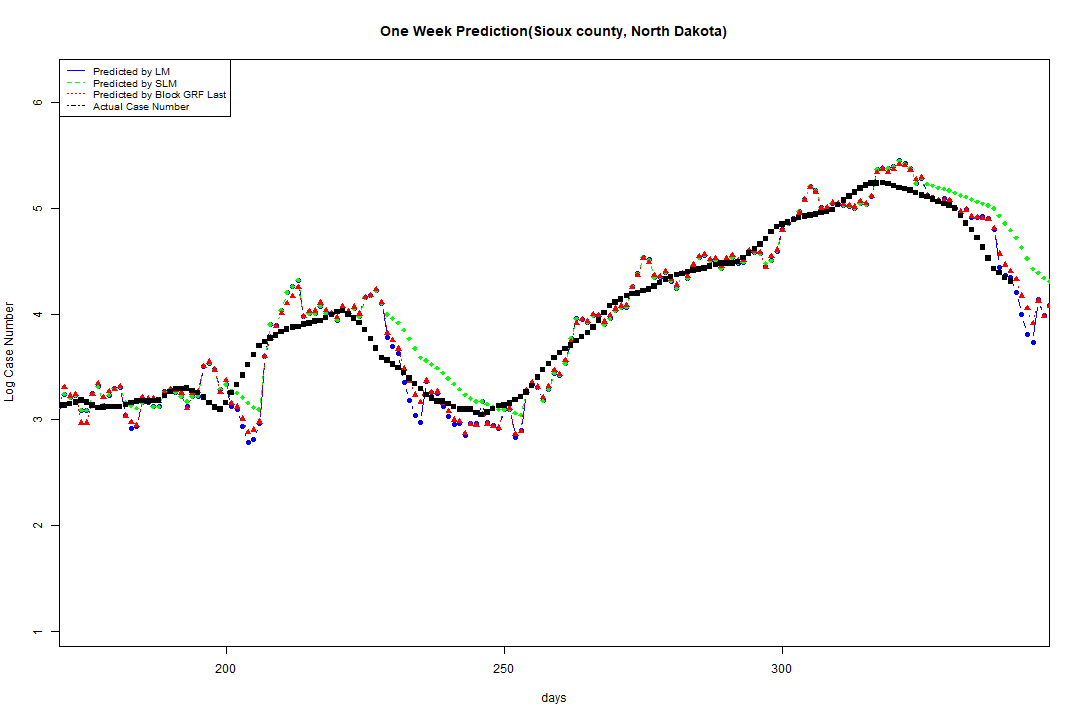 One Week Prediction(Sioux county, North Dakota)
Predicted by LM
Predicted by SLM
Predicted by Block GRF Last
Actual Case Number
6
5
4
3
2
1
Log Case Number
200
250
300
days